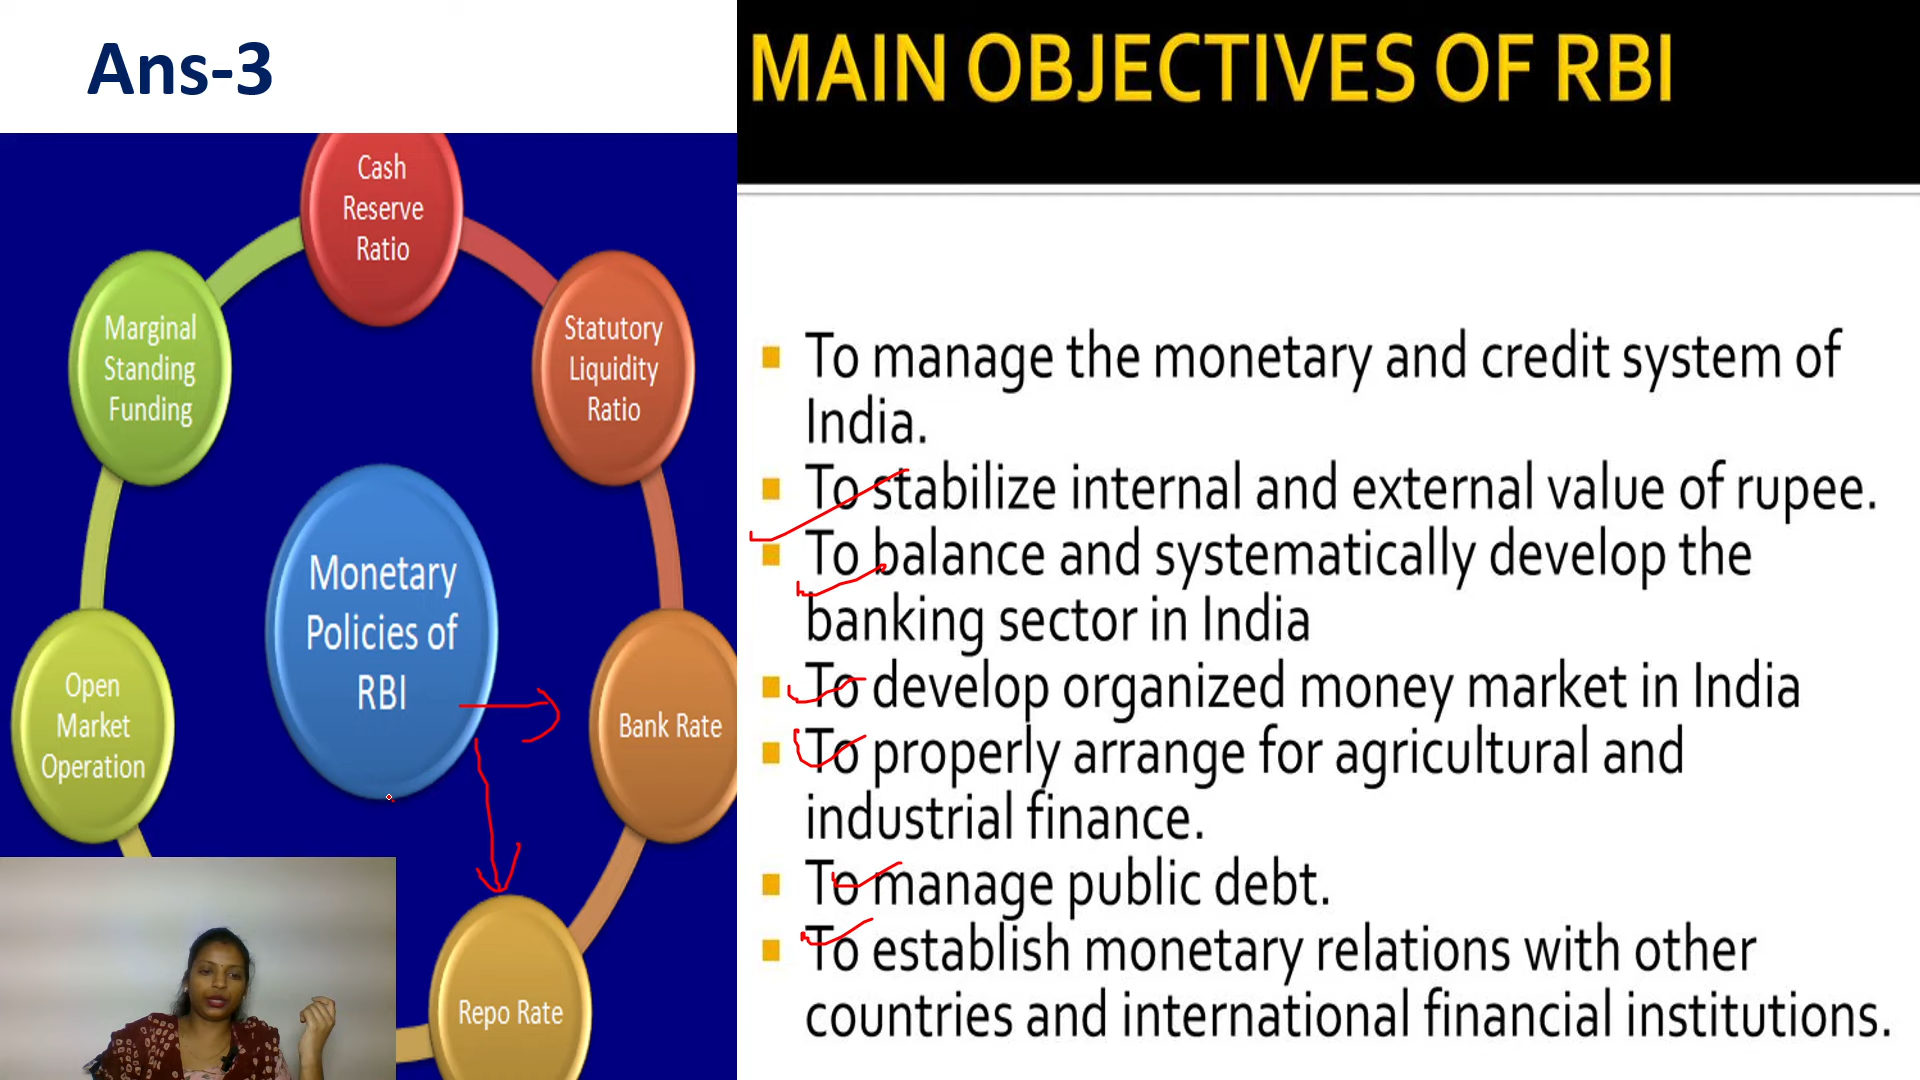 Ans-3
MAIN OBJECTIVES OF RBI
Cash
Reserve
Ratio
Statutory
Liquidity
Ratio
Bank Rate
Repo Rate
Open
Market
Operation
Marginal
Standing
Funding
Monetary
Policies of
RBI
To manage the monetary and credit system of
India.
To stabilize internal and external value of rupee.
To balance and systematically develop the
banking sector in India
To develop organized money market in India
To properly arrange for agricultural and
industrial finance.
To manage public debt.
To establish monetary relations with other
countries and international financial institutions.